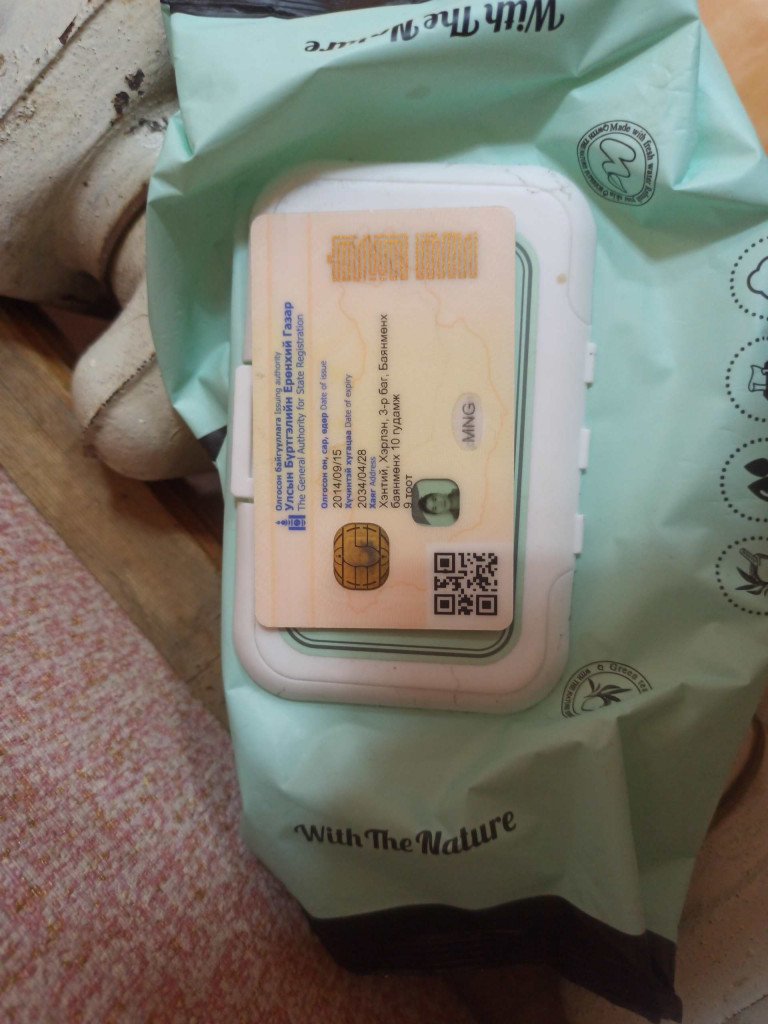 With The Nature
Made with fresh water
Олгосон байгууллага Issuing authority
Улсын Бүртгэлийн Ерөнхий Газар
The General Authority for State Registration
Олгосон он, сар, өдөр Date of issue
2014/09/15
Хүчинтэй хугацаа Date of expiry
2034/04/28
Хаяг Address
Хэнтий, Хэрлэн, 3-р баг, Баянмөнх
баянмөнх 10 гудамж
9 тоот
MNG
Green tea
With The Nature